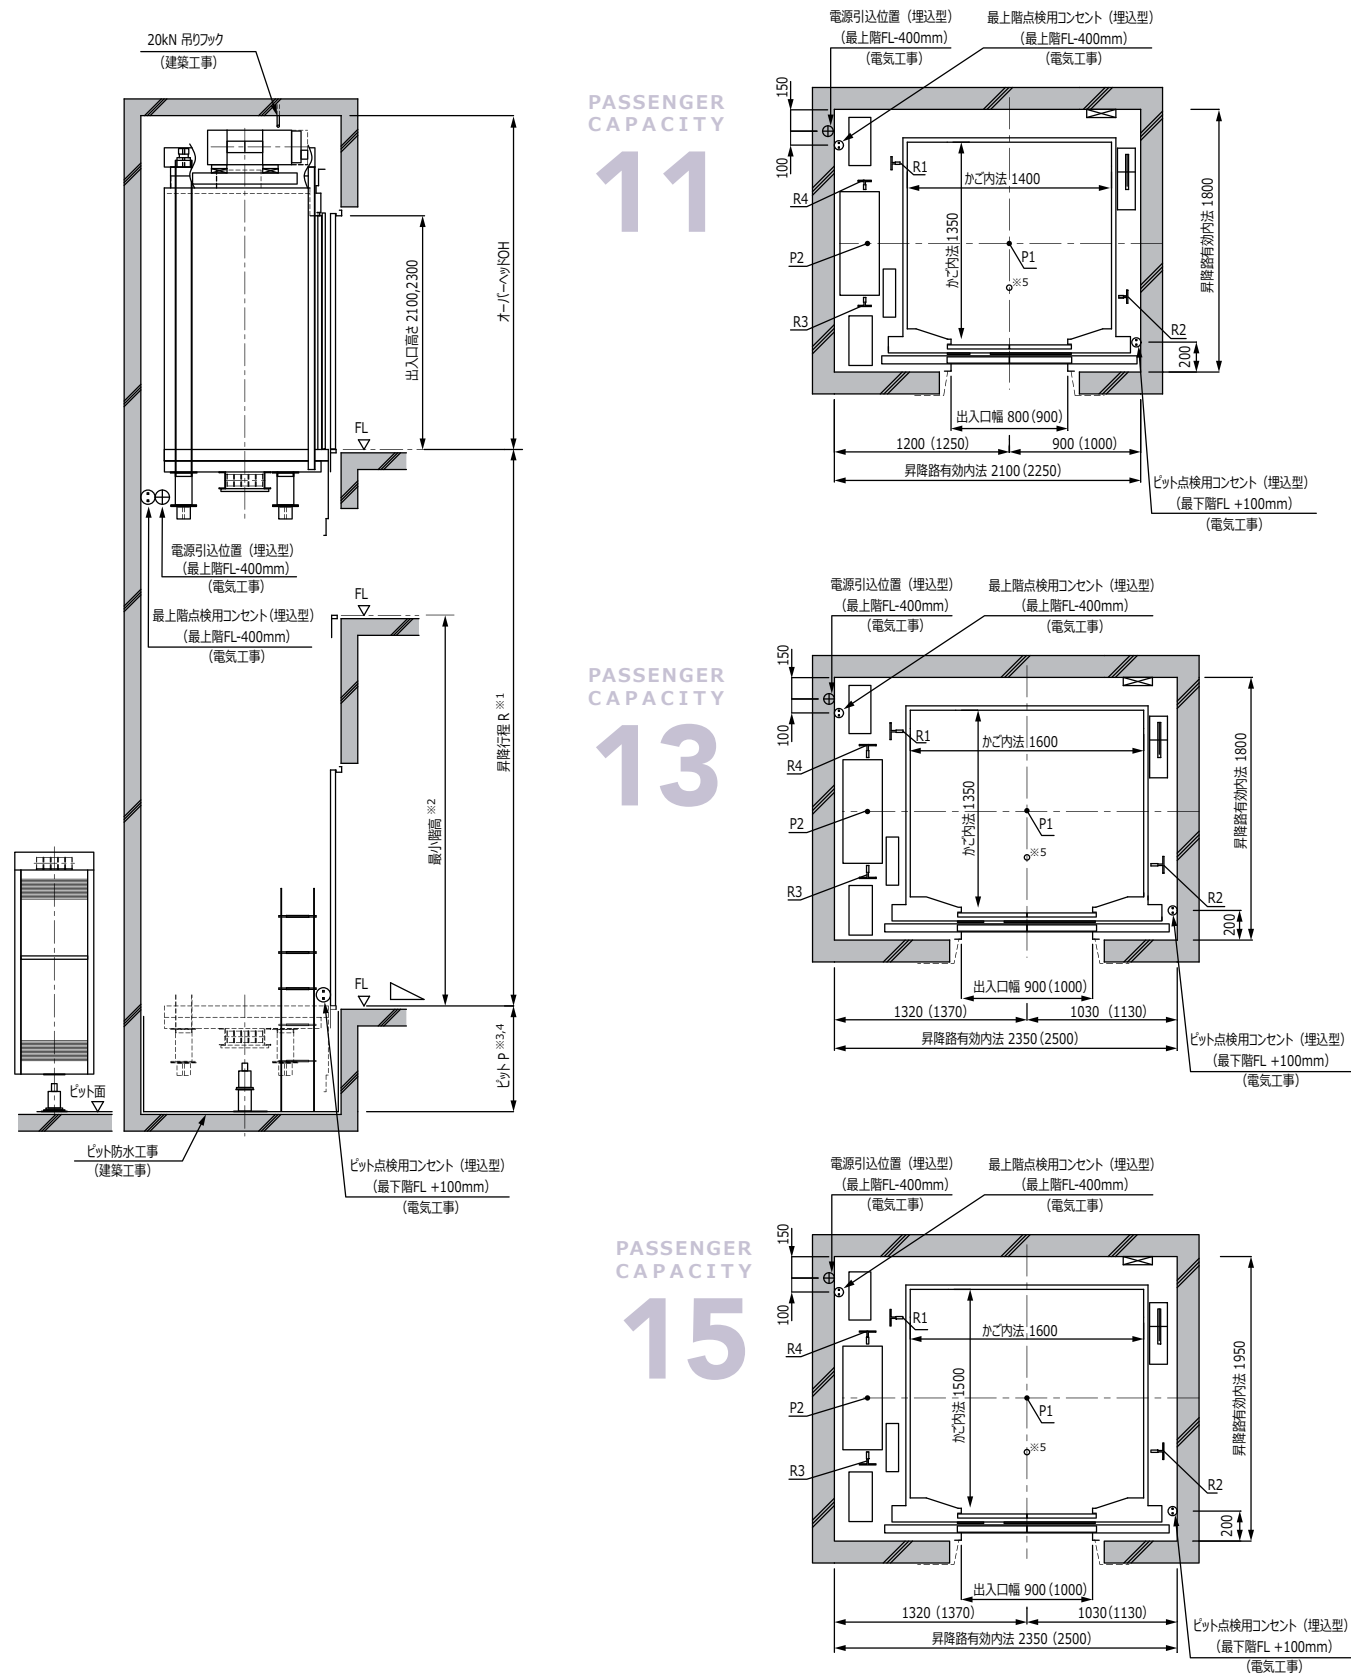 20kN 吊りフック
(建築工事)
出入口高さ 2100,2300
オーバーヘッドOH
FL
電源引込位置（埋込型）
(最上階FL-400mm)
(電気工事)
最上階点検用コンセント（埋込型）
(最上階FL-400mm)
(電気工事)
FL
昇降行程 R ※1
最小階高 ※2
FL
ピット P ※3,4
ピット面
ピット防水工事
(建築工事)
ピット点検用コンセント（埋込型）
(最下階FL +100mm)
(電気工事)
PASSENGER
CAPACITY
11
電源引込位置（埋込型）
(最上階FL-400mm)
(電気工事)
最上階点検用コンセント（埋込型）
(最上階FL-400mm)
(電気工事)
150
100
R1
かご内法 1400
R4
かご内法 1350
昇降路有効内法 1800
P2
P1
※5
R3
R2
200
出入口幅 800 (900)
1200 (1250)
900 (1000)
昇降路有効内法 2100 (2250)
ピット点検用コンセント（埋込型）
(最下階FL +100mm)
(電気工事)
PASSENGER
CAPACITY
13
電源引込位置（埋込型）
(最上階FL-400mm)
(電気工事)
最上階点検用コンセント（埋込型）
(最上階FL-400mm)
(電気工事)
150
100
R1
かご内法 1600
R4
かご内法 1350
昇降路有効内法 1800
P2
P1
※5
R3
R2
200
出入口幅 900 (1000)
1320 (1370)
1030 (1130)
昇降路有効内法 2350 (2500)
ピット点検用コンセント（埋込型）
(最下階FL +100mm)
(電気工事)
PASSENGER
CAPACITY
15
電源引込位置（埋込型）
(最上階FL-400mm)
(電気工事)
最上階点検用コンセント（埋込型）
(最上階FL-400mm)
(電気工事)
150
100
R1
かご内法 1600
R4
かご内法 1500
昇降路有効内法 1950
P2
P1
※5
R3
R2
200
出入口幅 900 (1000)
1320 (1370)
1030 (1130)
昇降路有効内法 2350 (2500)
ピット点検用コンセント（埋込型）
(最下階FL +100mm)
(電気工事)